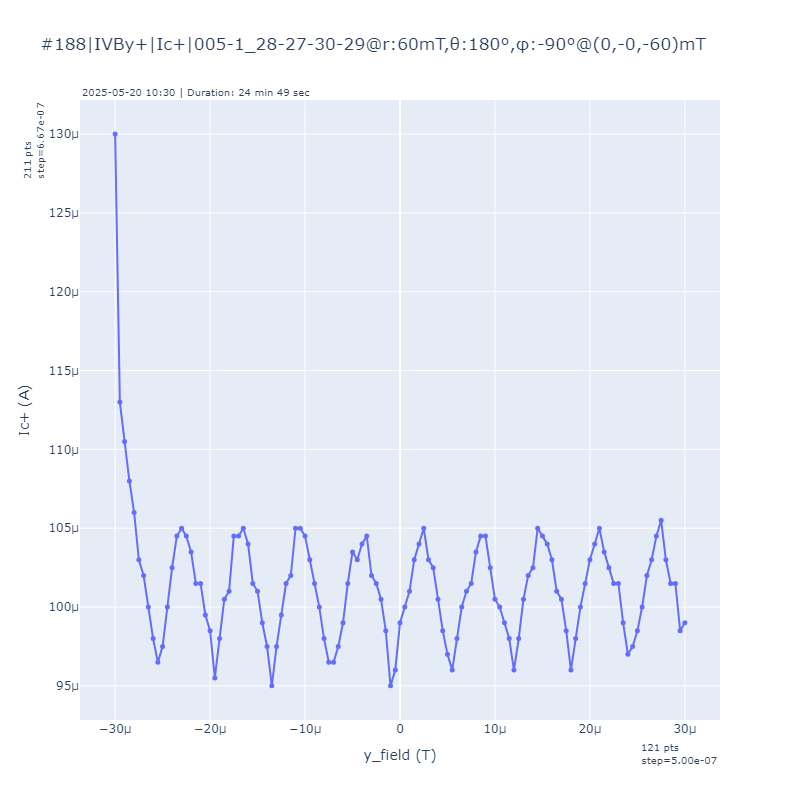 #188|IVBy+|Ic+|005-1_28-27-30-29@r:60mT,θ:180°,φ:-90°@(0,-0,-60)mT
2025-05-20 10:30 | Duration: 24 min 49 sec
211 pts
step=6.67e-07
130μ
125μ
120μ
115μ
110μ
105μ
100μ
95μ
Ic+ (A)
−30μ
−20μ
−10μ
0
10μ
20μ
30μ
y_field (T)
121 pts
step=5.00e-07